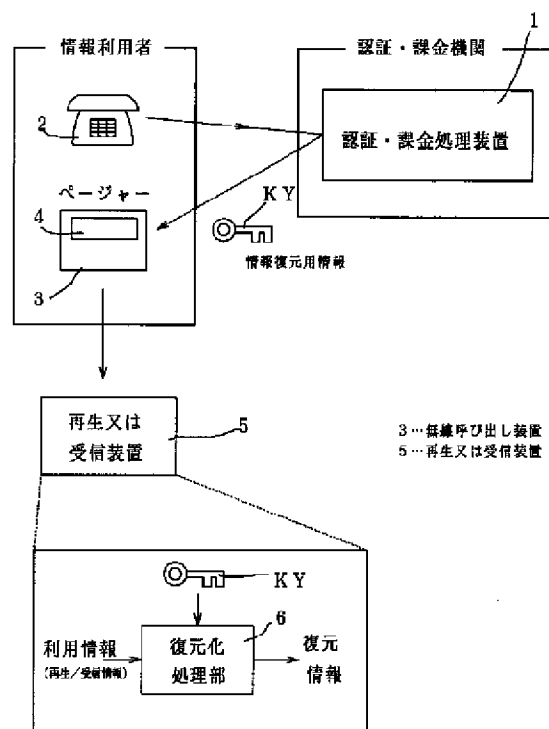 1
情報利用者
認証・課金機関
2
認証・課金処理装置
ページャー
KY
4
情報復元用情報
3
再生又は
受信装置
5
3…無線呼び出し装置
5…再生又は受信装置
KY
6
利用情報
(再生/受信情報)
復元化
処理部
復元
情報